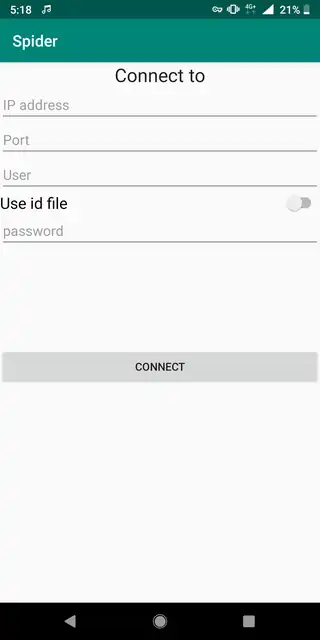 5:18
4G+
21%
Spider
Connect to
IP address
Port
User
Use id file
password
CONNECT